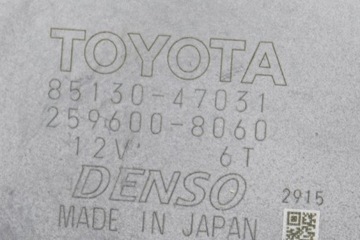 TOYOTA
85130-47031
259600-8060
12V 6T
DENSO 2915
MADE IN JAPAN